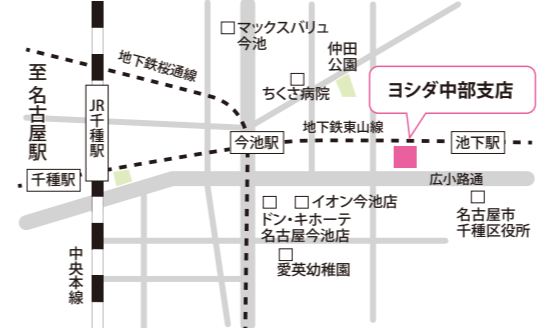 マックスバリュ
今池
地下鉄桜通線
仲田
公園
ちくさ病院
ヨシダ中部支店
至 名古屋駅
JR千種駅
地下鉄東山線
今池駅
池下駅
千種駅
広小路通
イオン今池店
ドン・キホーテ
名古屋今池店
名古屋市
千種区役所
愛英幼稚園
中央本線